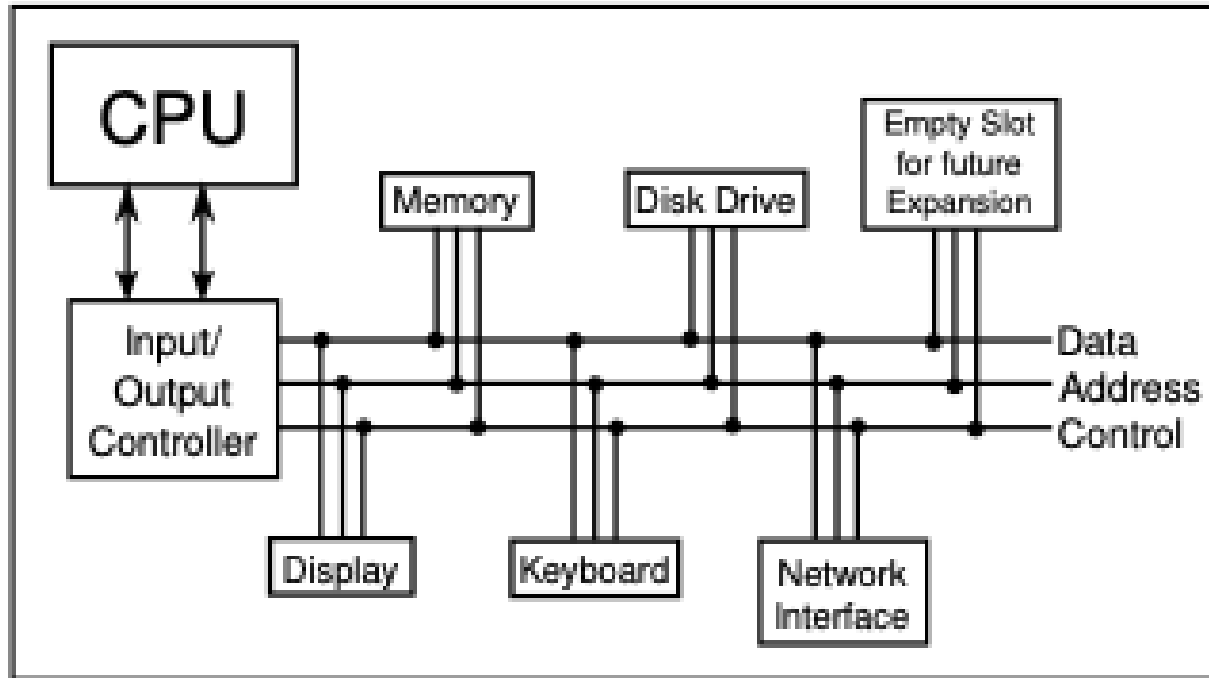 CPU
Empty Slot
for future
Expansion
Memory
Disk Drive
Input/
Output
Controller
Data
Address
Control
Display
Keyboard
Network
Interface